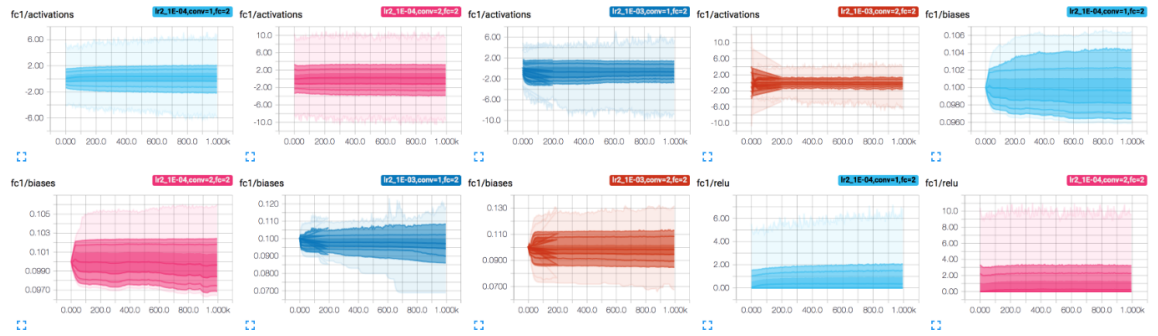 fc1/activations lr2_1E-04,conv=1,fc=2
6.00
2.00
-2.00
-6.00
0.000 200.0 400.0 600.0 800.0 1.000k
fc1/activations lr2_1E-04,conv=2,fc=2
10.0
6.00
2.00
-2.00
-6.00
-10.0
0.000 200.0 400.0 600.0 800.0 1.000k
fc1/activations lr2_1E-03,conv=1,fc=2
6.00
2.00
-2.00
-6.00
-10.0
0.000 200.0 400.0 600.0 800.0 1.000k
fc1/activations lr2_1E-03,conv=2,fc=2
10.0
6.00
2.00
-2.00
-6.00
-10.0
0.000 200.0 400.0 600.0 800.0 1.000k
fc1/biases lr2_1E-04,conv=1,fc=2
0.106
0.104
0.102
0.100
0.0980
0.0960
0.000 200.0 400.0 600.0 800.0 1.000k
fc1/biases lr2_1E-04,conv=2,fc=2
0.105
0.103
0.101
0.0990
0.0970
0.000 200.0 400.0 600.0 800.0 1.000k
fc1/biases lr2_1E-03,conv=1,fc=2
0.120
0.110
0.100
0.0900
0.0800
0.0700
0.000 200.0 400.0 600.0 800.0 1.000k
fc1/biases lr2_1E-03,conv=2,fc=2
0.130
0.110
0.0900
0.0700
0.000 200.0 400.0 600.0 800.0 1.000k
fc1/relu lr2_1E-04,conv=1,fc=2
6.00
4.00
2.00
0.00
0.000 200.0 400.0 600.0 800.0 1.000k
fc1/relu lr2_1E-04,conv=2,fc=2
10.0
8.00
6.00
4.00
2.00
0.00
0.000 200.0 400.0 600.0 800.0 1.000k